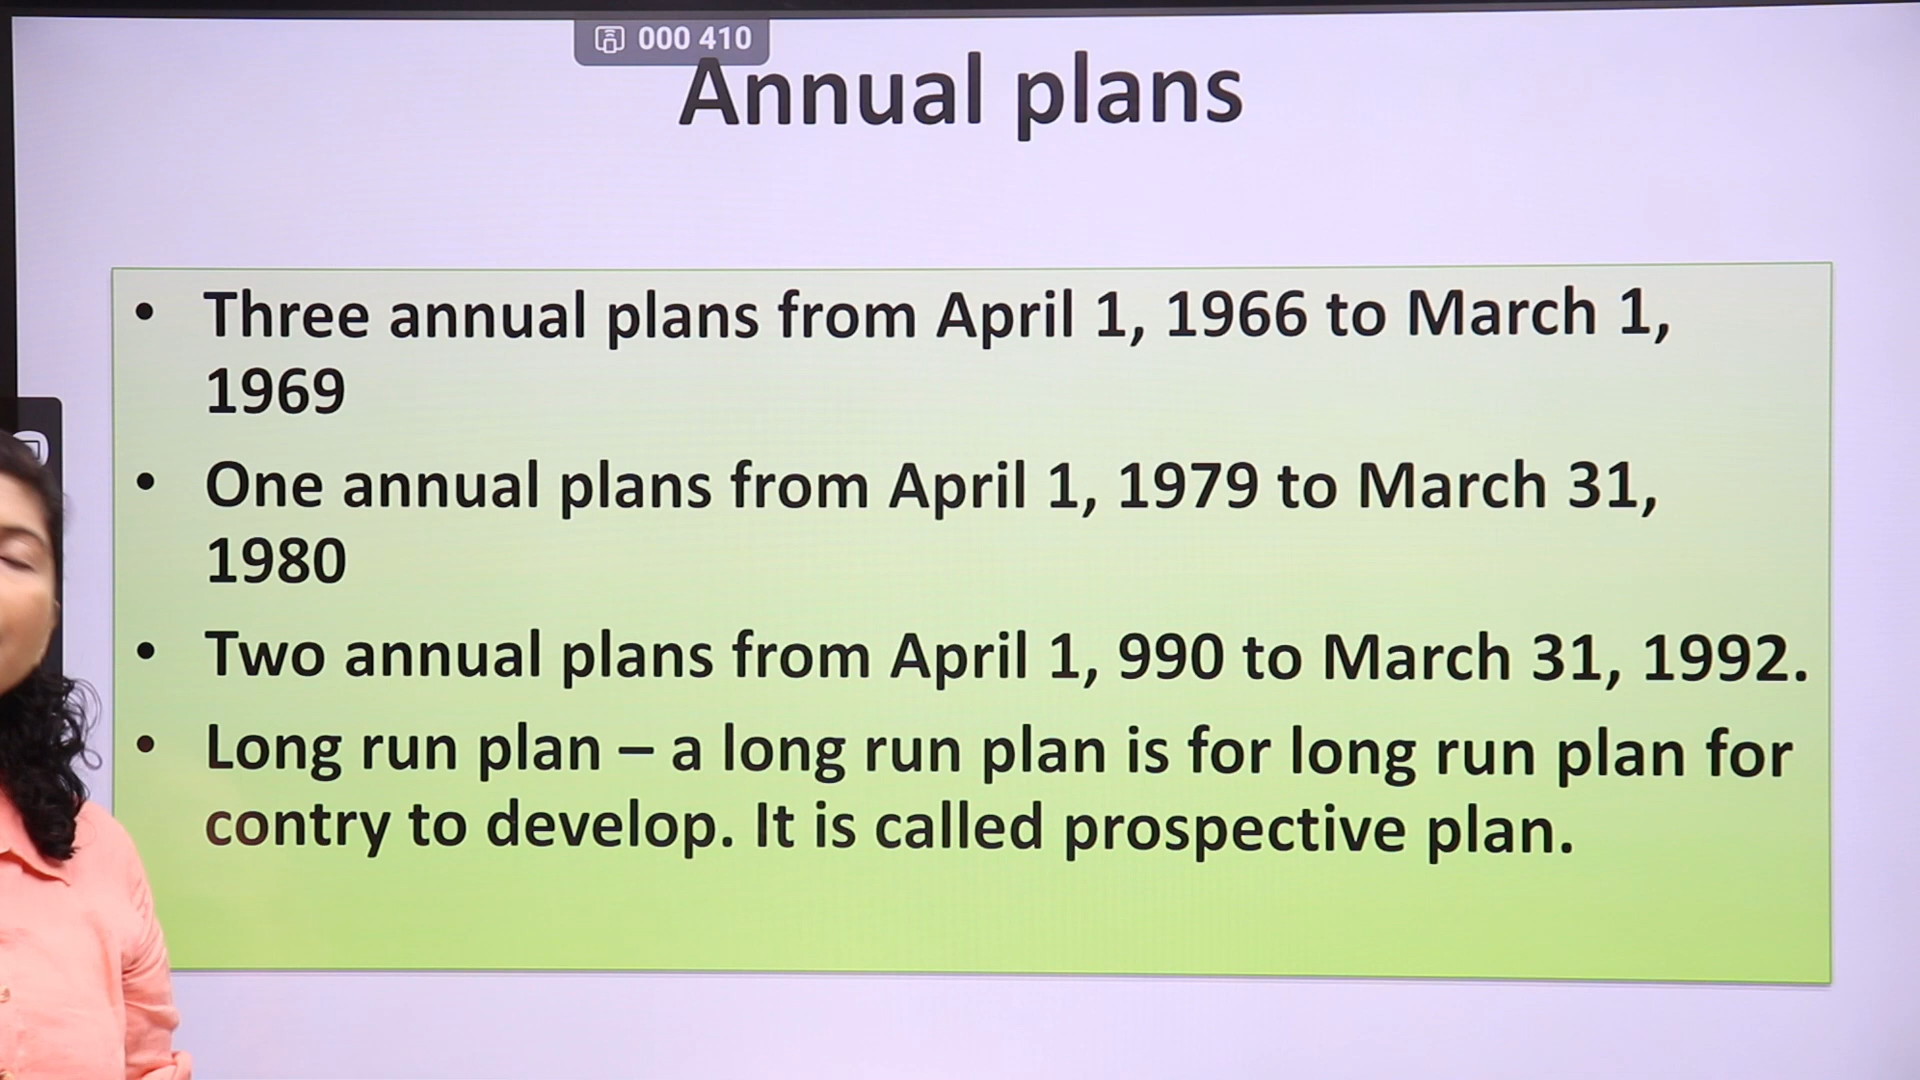 000 410
Annual plans
• Three annual plans from April 1, 1966 to March 1,
1969
• One annual plans from April 1, 1979 to March 31,
1980
• Two annual plans from April 1, 990 to March 31, 1992.
• Long run plan – a long run plan is for long run plan for
contry to develop. It is called prospective plan.